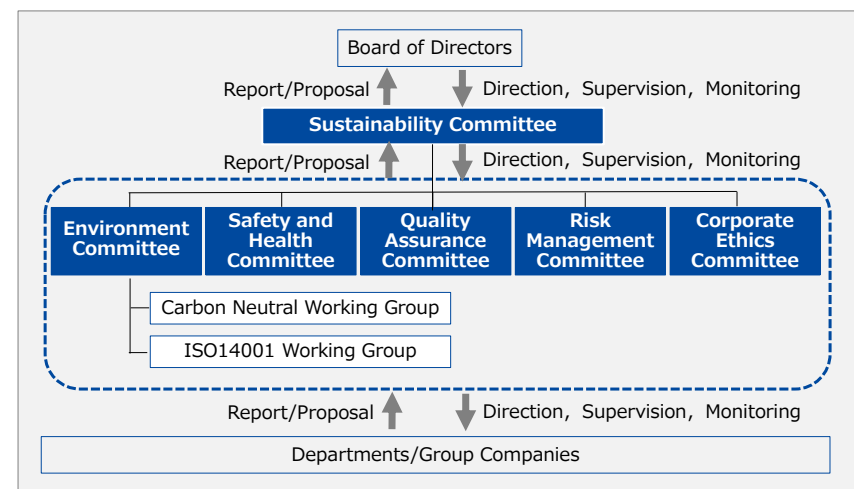 Board of Directors
Report/Proposal
Direction, Supervision, Monitoring
Sustainability Committee
Report/Proposal
Direction, Supervision, Monitoring
Environment
Committee
Safety and
Health
Committee
Quality
Assurance
Committee
Risk
Management
Committee
Corporate
Ethics
Committee
Carbon Neutral Working Group
ISO14001 Working Group
Report/Proposal
Direction, Supervision, Monitoring
Departments/Group Companies